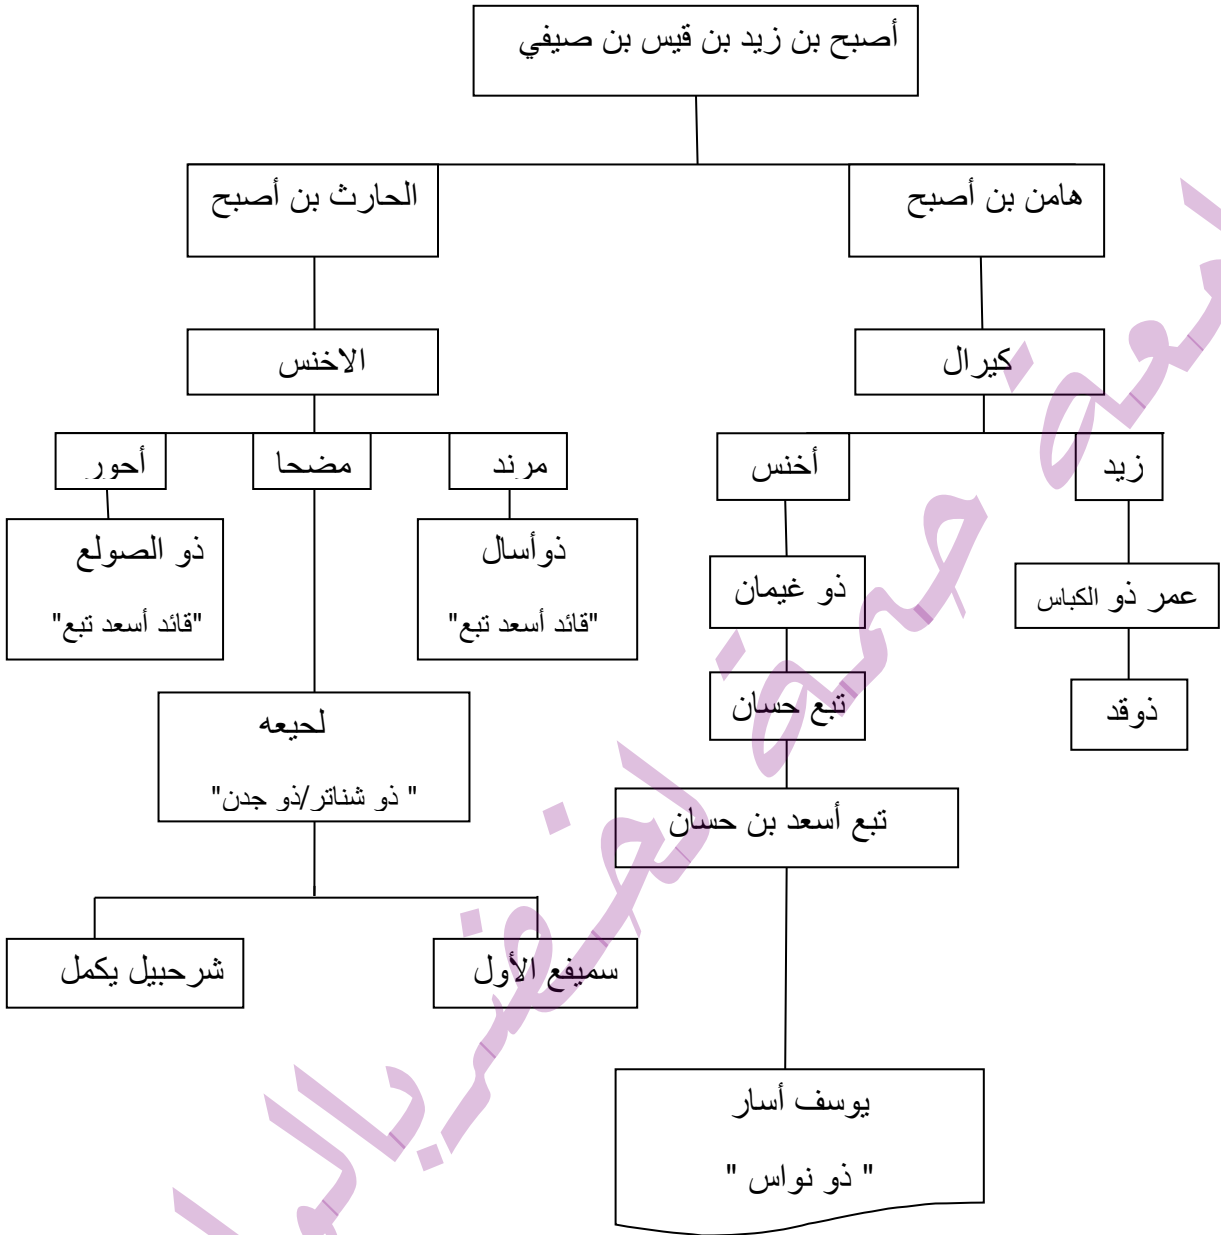 أصبح بن زيد بن قيس بن صيفي
هامن بن أصبح
الحارث بن أصبح
كيرال
الاخنس
زيد
أخنس
مرند
مضحا
أحور
عمر ذو الكباس
ذو غيمان
ذوأسال
"قائد أسعد تبع"
ذو الصولع
"قائد أسعد تبع"
ذوقد
تبع حسان
لحيعه
" ذو شناتر/ذو جدن"
تبع أسعد بن حسان
سميفع الأول
شرحبيل يكمل
يوسف أسار
" ذو نواس "